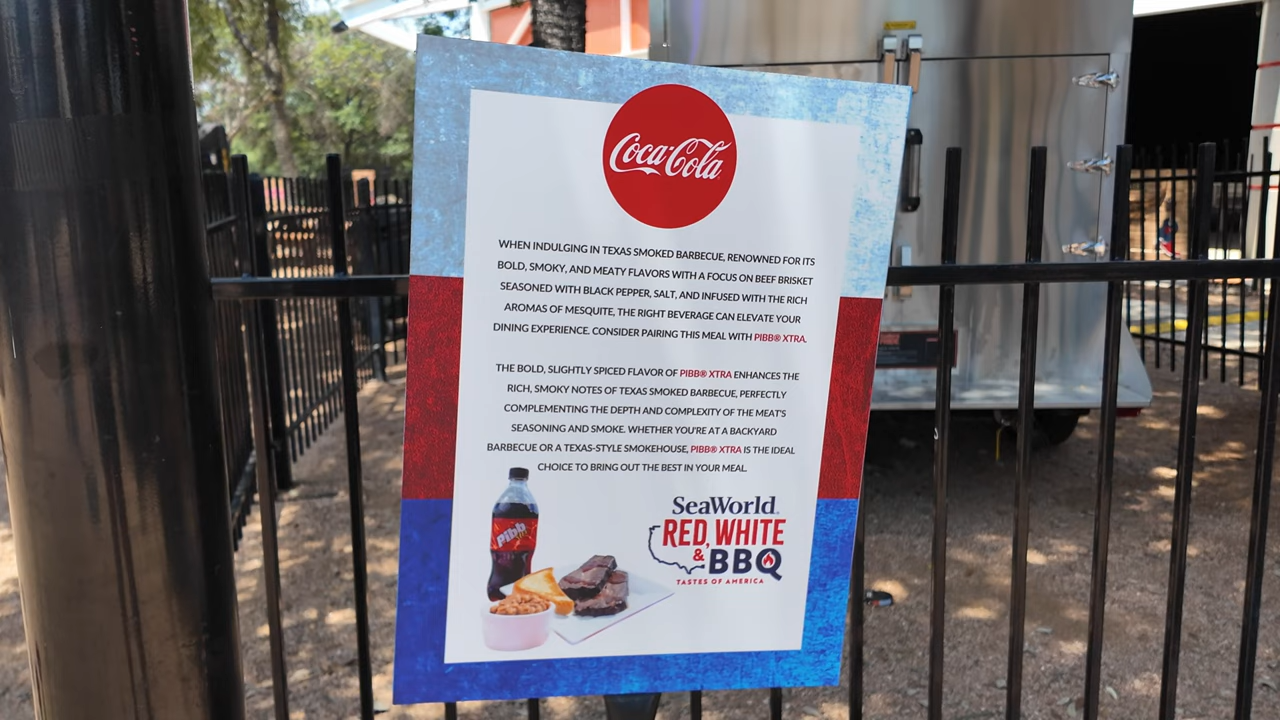 Coca-Cola
WHEN INDULGING IN TEXAS SMOKED BARBECUE, RENOWNED FOR ITS
BOLD, SMOKY, AND MEATY FLAVORS WITH A FOCUS ON BEEF BRISKET
SEASONED WITH BLACK PEPPER, SALT, AND INFUSED WITH THE RICH
AROMAS OF MESQUITE, THE RIGHT BEVERAGE CAN ELEVATE YOUR
DINING EXPERIENCE. CONSIDER PAIRING THIS MEAL WITH PIBB® XTRA.
THE BOLD, SLIGHTLY SPICED FLAVOR OF PIBB® XTRA ENHANCES THE
RICH, SMOKY NOTES OF TEXAS SMOKED BARBECUE, PERFECTLY
COMPLEMENTING THE DEPTH AND COMPLEXITY OF THE MEAT'S
SEASONING AND SMOKE. WHETHER YOU'RE AT A BACKYARD
BARBECUE OR A TEXAS-STYLE SMOKEHOUSE, PIBB® XTRA IS THE IDEAL
CHOICE TO BRING OUT THE BEST IN YOUR MEAL.
Pibb
SeaWorld
RED, WHITE
& BBQ
TASTES OF AMERICA